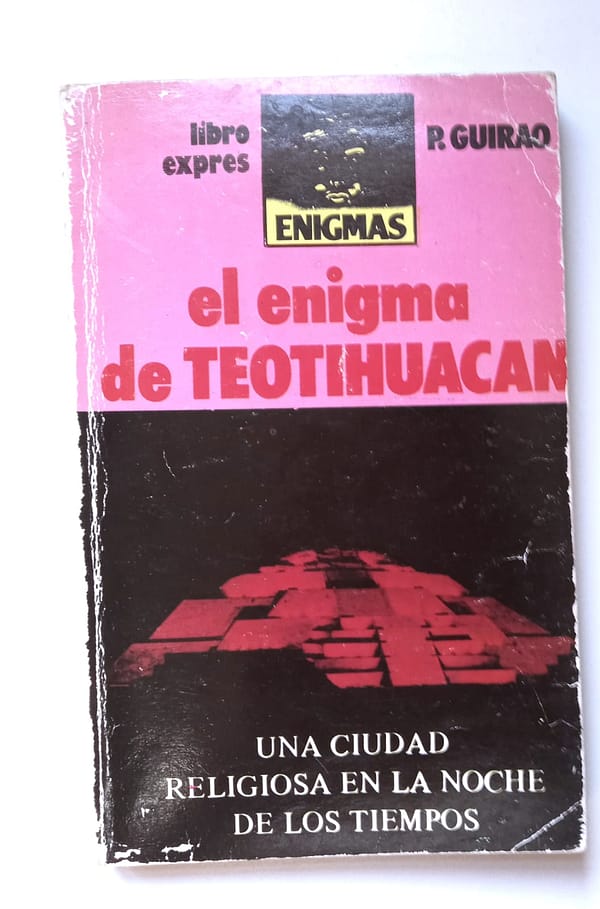 libro
expres
P. GUIRAO
ENIGMAS
el enigma
de TEOTIHUACAN
UNA CIUDAD
RELIGIOSA EN LA NOCHE
DE LOS TIEMPOS